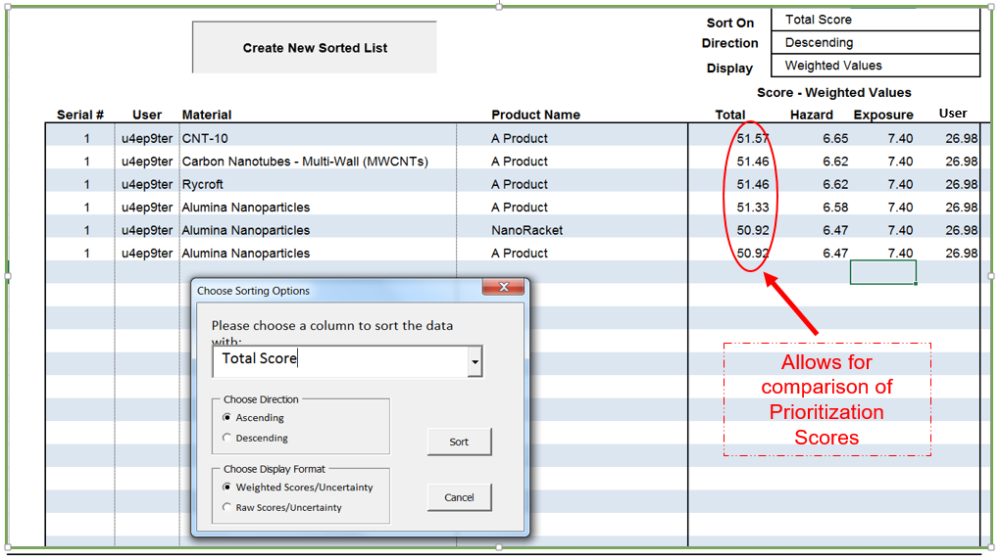 Create New Sorted List
Sort On Total Score
Direction Descending
Display Weighted Values
Score - Weighted Values
Serial # User Material Product Name Total Hazard Exposure User
1 u4ep9ter CNT-10 A Product 51.57 6.65 7.40 26.98
1 u4ep9ter Carbon Nanotubes - Multi-Wall (MWCNTs) A Product 51.46 6.62 7.40 26.98
1 u4ep9ter Rycroft A Product 51.46 6.62 7.40 26.98
1 u4ep9ter Alumina Nanoparticles A Product 51.33 6.58 7.40 26.98
1 u4ep9ter Alumina Nanoparticles NanoRacket 50.92 6.47 7.40 26.98
1 u4ep9ter Alumina Nanoparticles A Product 50.92 6.47 7.40 26.98
Choose Sorting Options
Please choose a column to sort the data
with:
Total Score
Choose Direction
Ascending
Descending
Sort
Choose Display Format
Weighted Scores/Uncertainty
Raw Scores/Uncertainty
Cancel
Allows for
comparison of
Prioritization
Scores